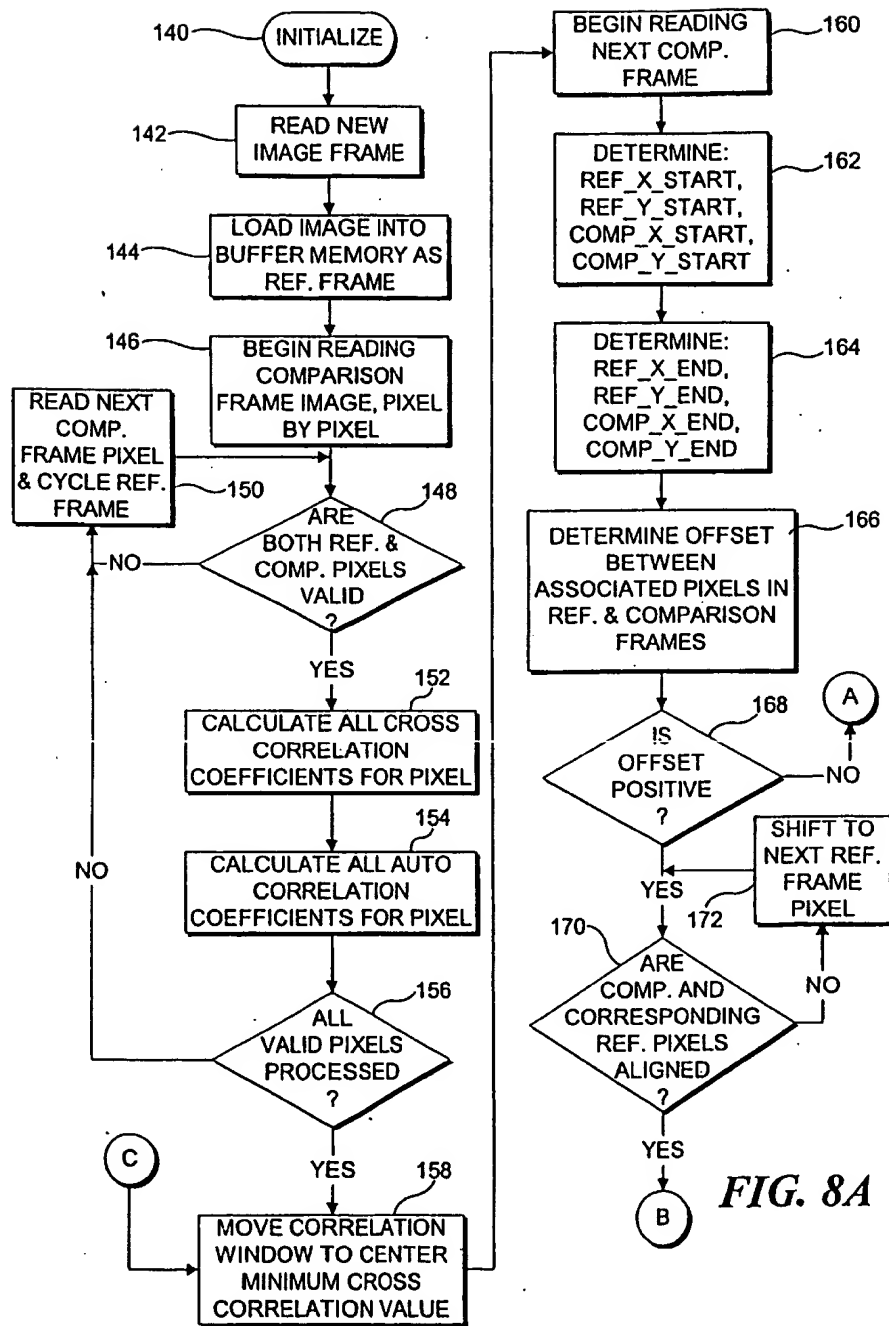 140
INITIALIZE
142
READ NEW
IMAGE FRAME
144
LOAD IMAGE INTO
BUFFER MEMORY AS
REF. FRAME
146
BEGIN READING
COMPARISON
FRAME IMAGE, PIXEL
BY PIXEL
READ NEXT
COMP.
FRAME PIXEL
& CYCLE REF.
FRAME
150
148
ARE
BOTH REF. &
COMP. PIXELS
VALID
?
NO
YES
152
CALCULATE ALL CROSS
CORRELATION
COEFFICIENTS FOR PIXEL
154
CALCULATE ALL AUTO
CORRELATION
COEFFICIENTS FOR PIXEL
NO
156
ALL
VALID PIXELS
PROCESSED
?
YES
C
158
MOVE CORRELATION
WINDOW TO CENTER
MINIMUM CROSS
CORRELATION VALUE
160
BEGIN READING
NEXT COMP.
FRAME
162
DETERMINE:
REF_X_START,
REF_Y_START,
COMP_X_START,
COMP_Y_START
164
DETERMINE:
REF_X_END,
REF_Y_END,
COMP_X_END,
COMP_Y_END
166
DETERMINE OFFSET
BETWEEN
ASSOCIATED PIXELS IN
REF. & COMPARISON
FRAMES
168
IS
OFFSET
POSITIVE
?
NO
A
YES
SHIFT TO
NEXT REF.
FRAME
PIXEL
172
170
ARE
COMP. AND
CORRESPONDING
REF. PIXELS
ALIGNED
?
NO
YES
B
FIG. 8A